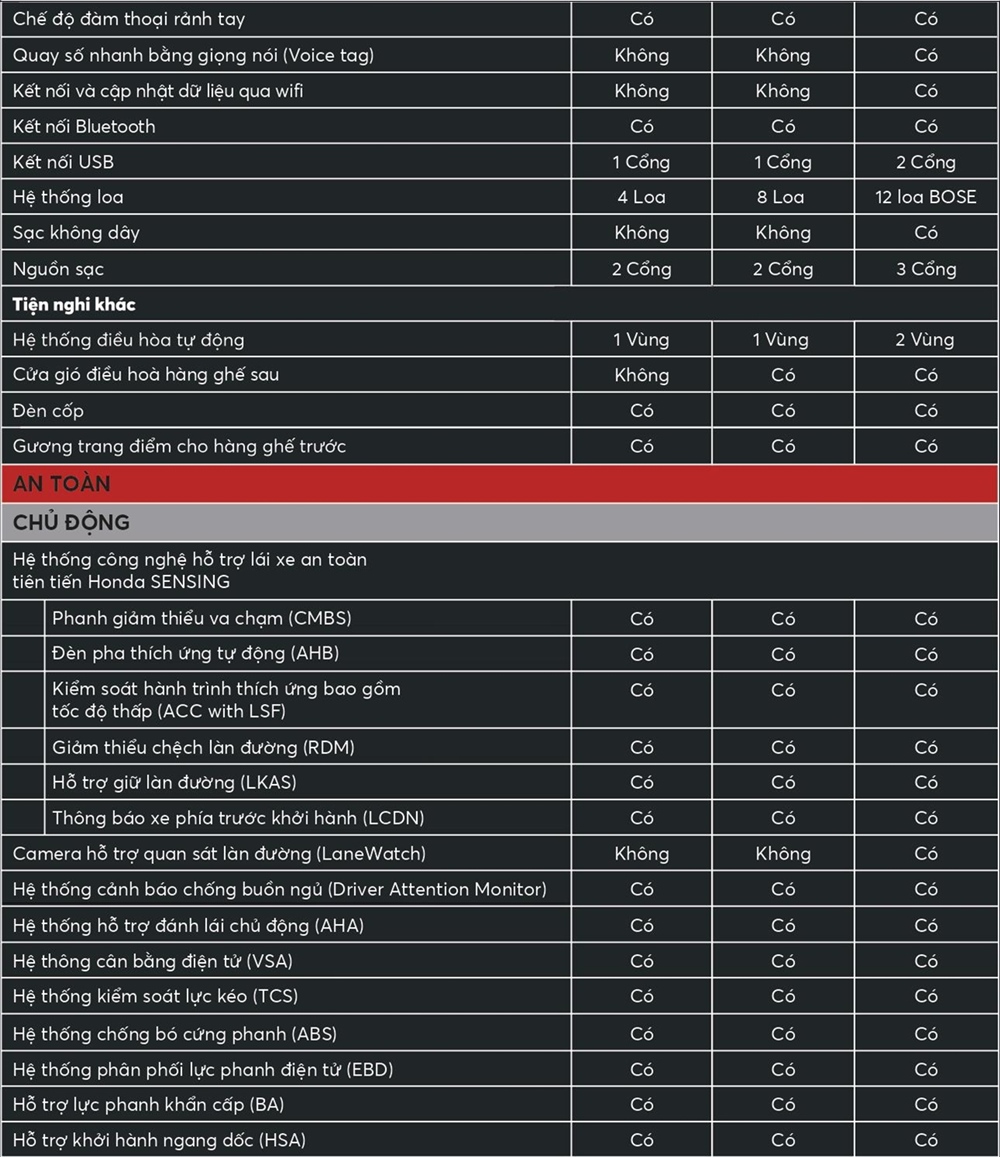 Chế độ đàm thoại rảnh tay Có Có Có
Quay số nhanh bằng giọng nói (Voice tag) Không Không Có
Kết nối và cập nhật dữ liệu qua wifi Không Không Có
Kết nối Bluetooth Có Có Có
Kết nối USB 1 Cổng 1 Cổng 2 Cổng
Hệ thống loa 4 Loa 8 Loa 12 loa BOSE
Sạc không dây Không Không Có
Nguồn sạc 2 Cổng 2 Cổng 3 Cổng
Tiện nghi khác
Hệ thống điều hòa tự động 1 Vùng 1 Vùng 2 Vùng
Cửa gió điều hoà hàng ghế sau Không Có Có
Đèn cốp Có Có Có
Gương trang điểm cho hàng ghế trước Có Có Có
AN TOÀN
CHỦ ĐỘNG
Hệ thống công nghệ hỗ trợ lái xe an toàn
tiên tiến Honda SENSING
Phanh giảm thiểu va chạm (CMBS) Có Có Có
Đèn pha thích ứng tự động (AHB) Có Có Có
Kiểm soát hành trình thích ứng bao gồm Có Có Có
tốc độ thấp (ACC with LSF)
Giảm thiểu chệch làn đường (RDM) Có Có Có
Hỗ trợ giữ làn đường (LKAS) Có Có Có
Thông báo xe phía trước khởi hành (LCDN) Có Có Có
Camera hỗ trợ quan sát làn đường (LaneWatch) Không Không Có
Hệ thống cảnh báo chống buồn ngủ (Driver Attention Monitor) Có Có Có
Hệ thống hỗ trợ đánh lái chủ động (AHA) Có Có Có
Hệ thông cân bằng điện tử (VSA) Có Có Có
Hệ thống kiểm soát lực kéo (TCS) Có Có Có
Hệ thống chống bó cứng phanh (ABS) Có Có Có
Hệ thống phân phối lực phanh điện tử (EBD) Có Có Có
Hỗ trợ lực phanh khẩn cấp (BA) Có Có Có
Hỗ trợ khởi hành ngang dốc (HSA) Có Có Có